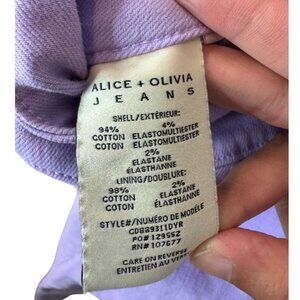 ALICE + OLIVIA
JEANS
SHELL/EXTÉRIEUR:
94% 4%
COTTON ELASTOMULTIESTER
COTON ÉLASTOMULTIESTER
2%
ELASTANE
ÉLASTHANNE
LINING/DOUBLURE:
98% 2%
COTTON ELASTANE
COTON ÉLASTHANNE
STYLE#/NUMÉRO DE MODÈLE
CD889311DYR
PO# 129552
RN# 107677
CARE ON REVERSE
ENTRETIEN AU VERSO